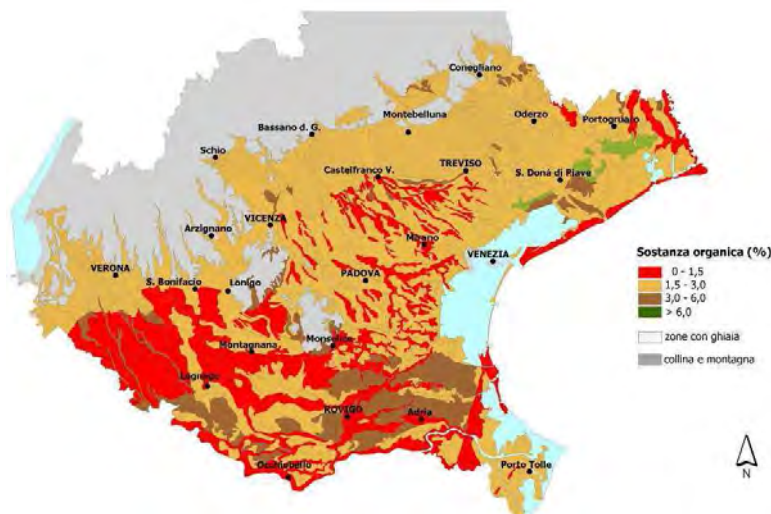 Conegliano
Montebelluna
Oderzo
Portogruaro
Bassano d. G.
Schio
Castelfranco V.
TREVISO
S. Donà di Piave
VICENZA
Arzignano
Mirano
VENEZIA
VERONA
S. Bonifacio
Lonigo
PADOVA
Monselice
Montagnana
Legnago
ROVIGO
Adria
Occhiobello
Porto Tolle
Sostanza organica (%)
0 - 1,5
1,5 - 3,0
3,0 - 6,0
> 6,0
zone con ghiaia
collina e montagna
N